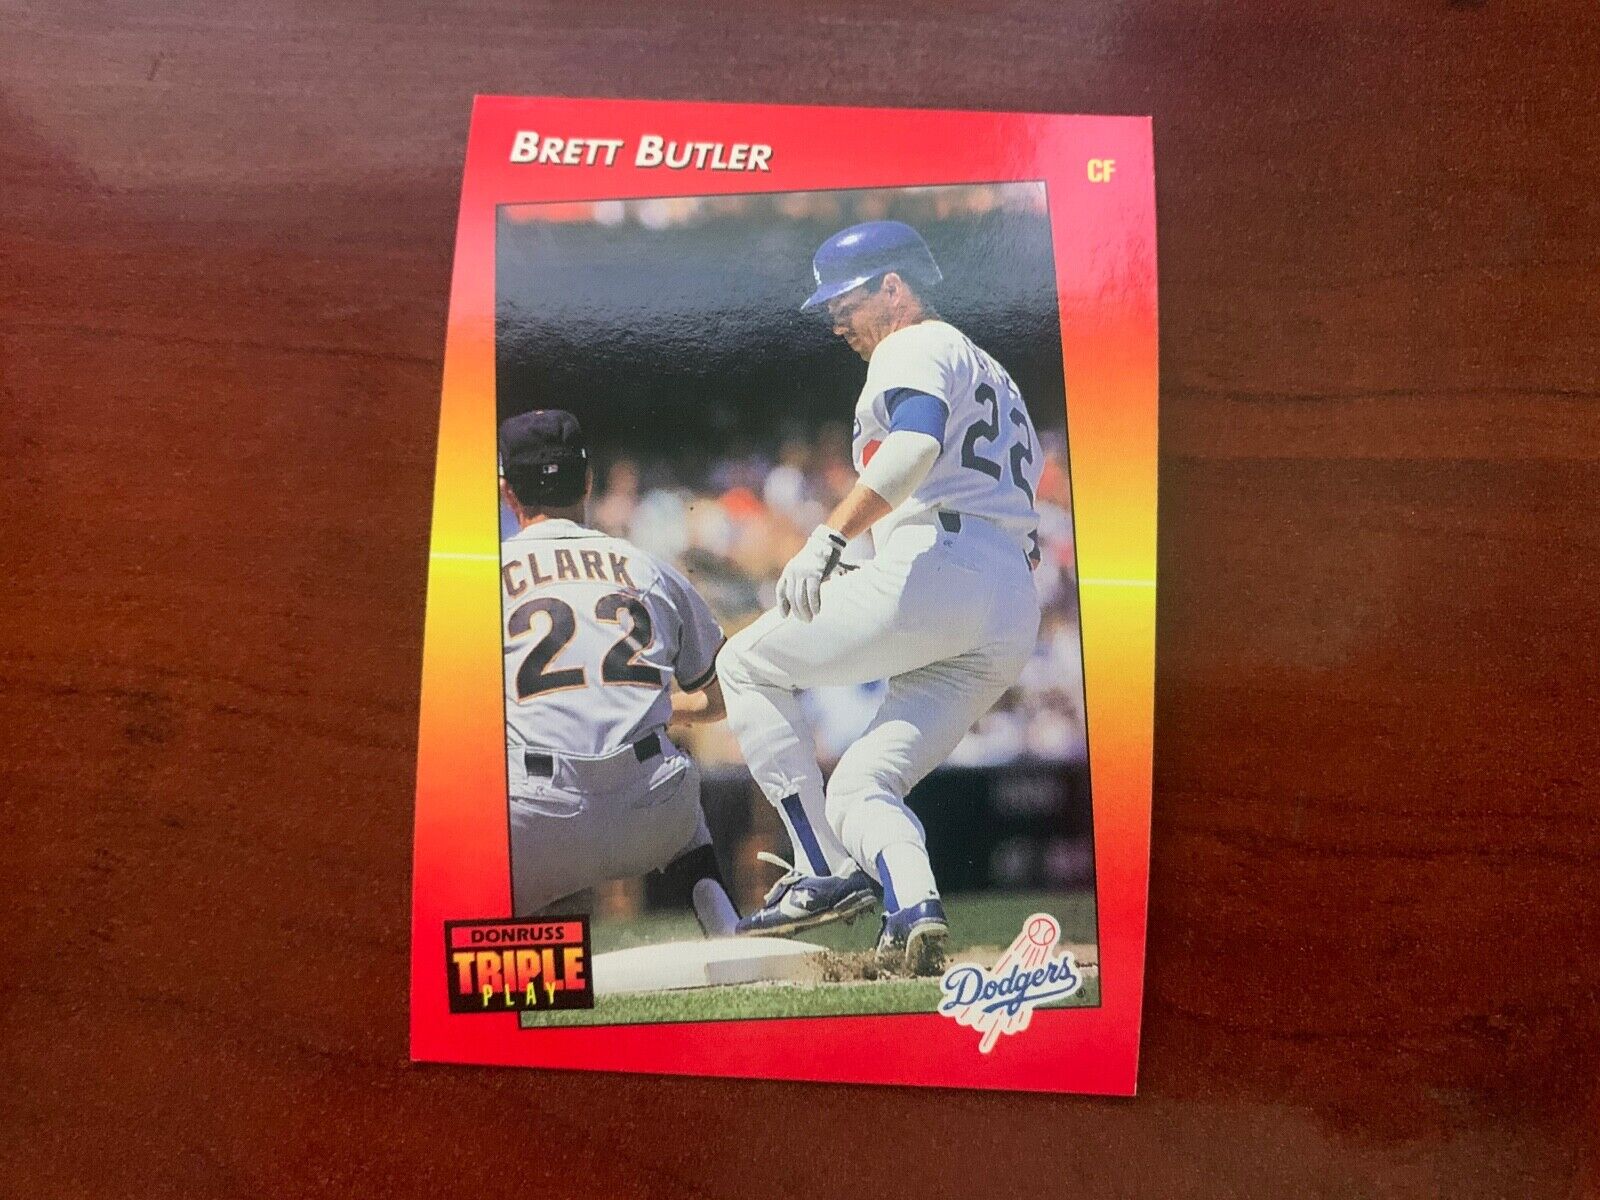 BRETT BUTLER
CF
22
CLARK
22
DONRUSS
TRIPLE
PLAY
Dodgers